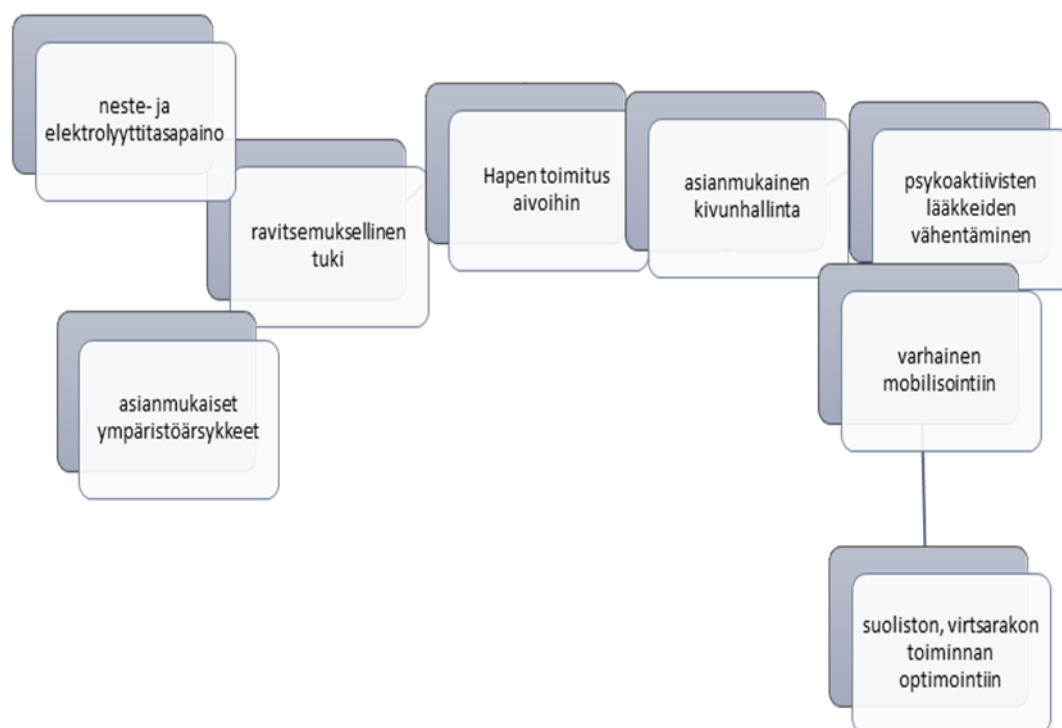 neste- ja
elektrolyyttitasapaino
ravitsemuksellinen
tuki
Hapen toimitus
aivoihin
asianmukainen
kivunhallinta
psykoaktiivisten
lääkkeiden
vähentäminen
asianmukaiset
ympäristöärsykkeet
varhainen
mobilisointiin
suoliston, virtsarakon
toiminnan
optimointiin